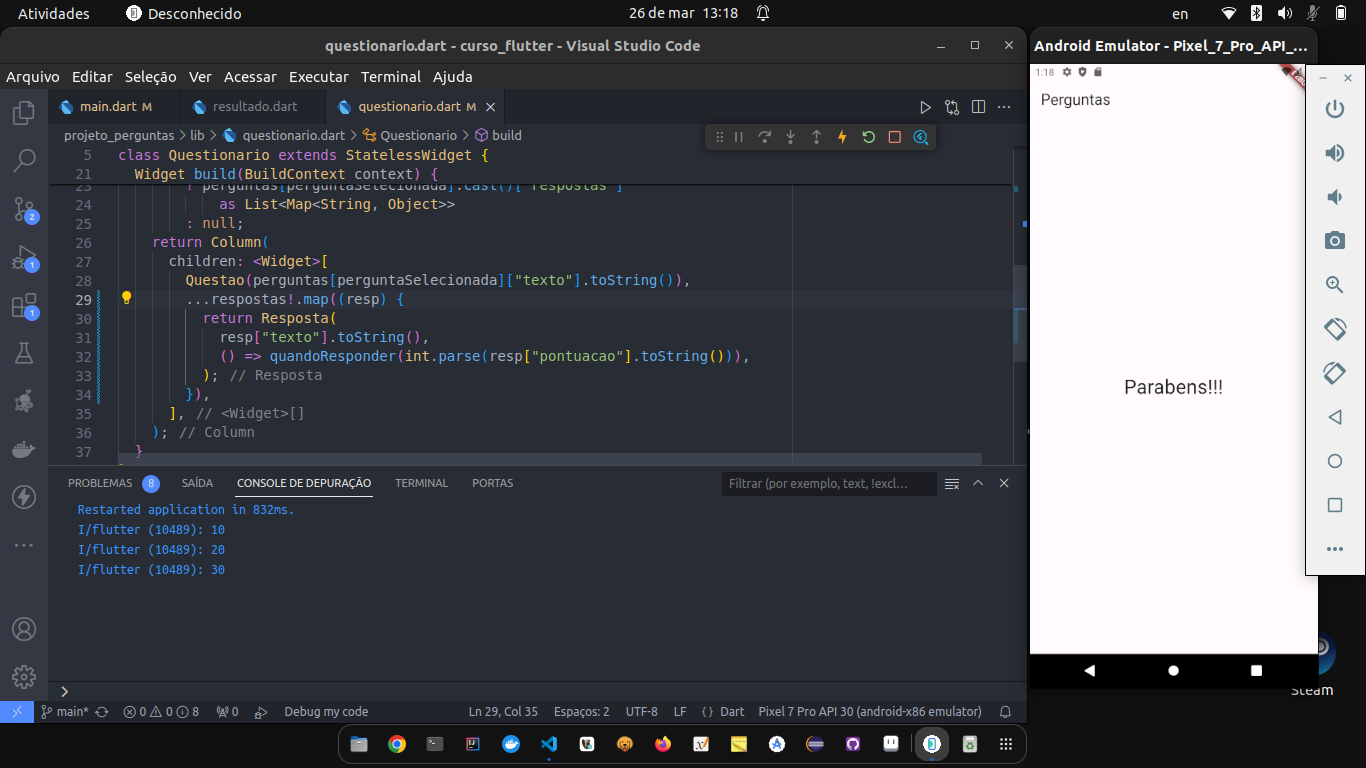 Atividades
Desconhecido
26 de mar 13:18
en
questionario.dart - curso_flutter - Visual Studio Code
Arquivo Editar Seleção Ver Acessar Executar Terminal Ajuda
main.dart M
resultado.dart
questionario.dart M
projeto_perguntas > lib > questionario.dart > Questionario > build
5 class Questionario extends StatelessWidget {
21 Widget build(BuildContext context) {
23 ? perguntas[perguntaSelecionada].cast()["respostas"]
24 as List<Map<String, Object>>
25 : null;
26 return Column(
27 children: <Widget>[
28 Questao(perguntas[perguntaSelecionada]["texto"].toString()),
29 ...respostas!.map((resp) {
30 return Resposta(
31 resp["texto"].toString(),
32 () => quandoResponder(int.parse(resp["pontuacao"].toString())),
33 ); // Resposta
34 }),
35 ], // <Widget>[]
36 ); // Column
37 }
PROBLEMAS 8 SAÍDA CONSOLE DE DEPURAÇÃO TERMINAL PORTAS
Filtrar (por exemplo, text, !excl...
Restarted application in 832ms.
I/flutter (10489): 10
I/flutter (10489): 20
I/flutter (10489): 30
2
1
1
main* 0 0 8 0 Debug my code
Ln 29, Col 35 Espaços: 2 UTF-8 LF {} Dart Pixel 7 Pro API 30 (android-x86 emulator)
Android Emulator - Pixel_7_Pro_API_...
1:18
Perguntas
Parabens!!!
Steam